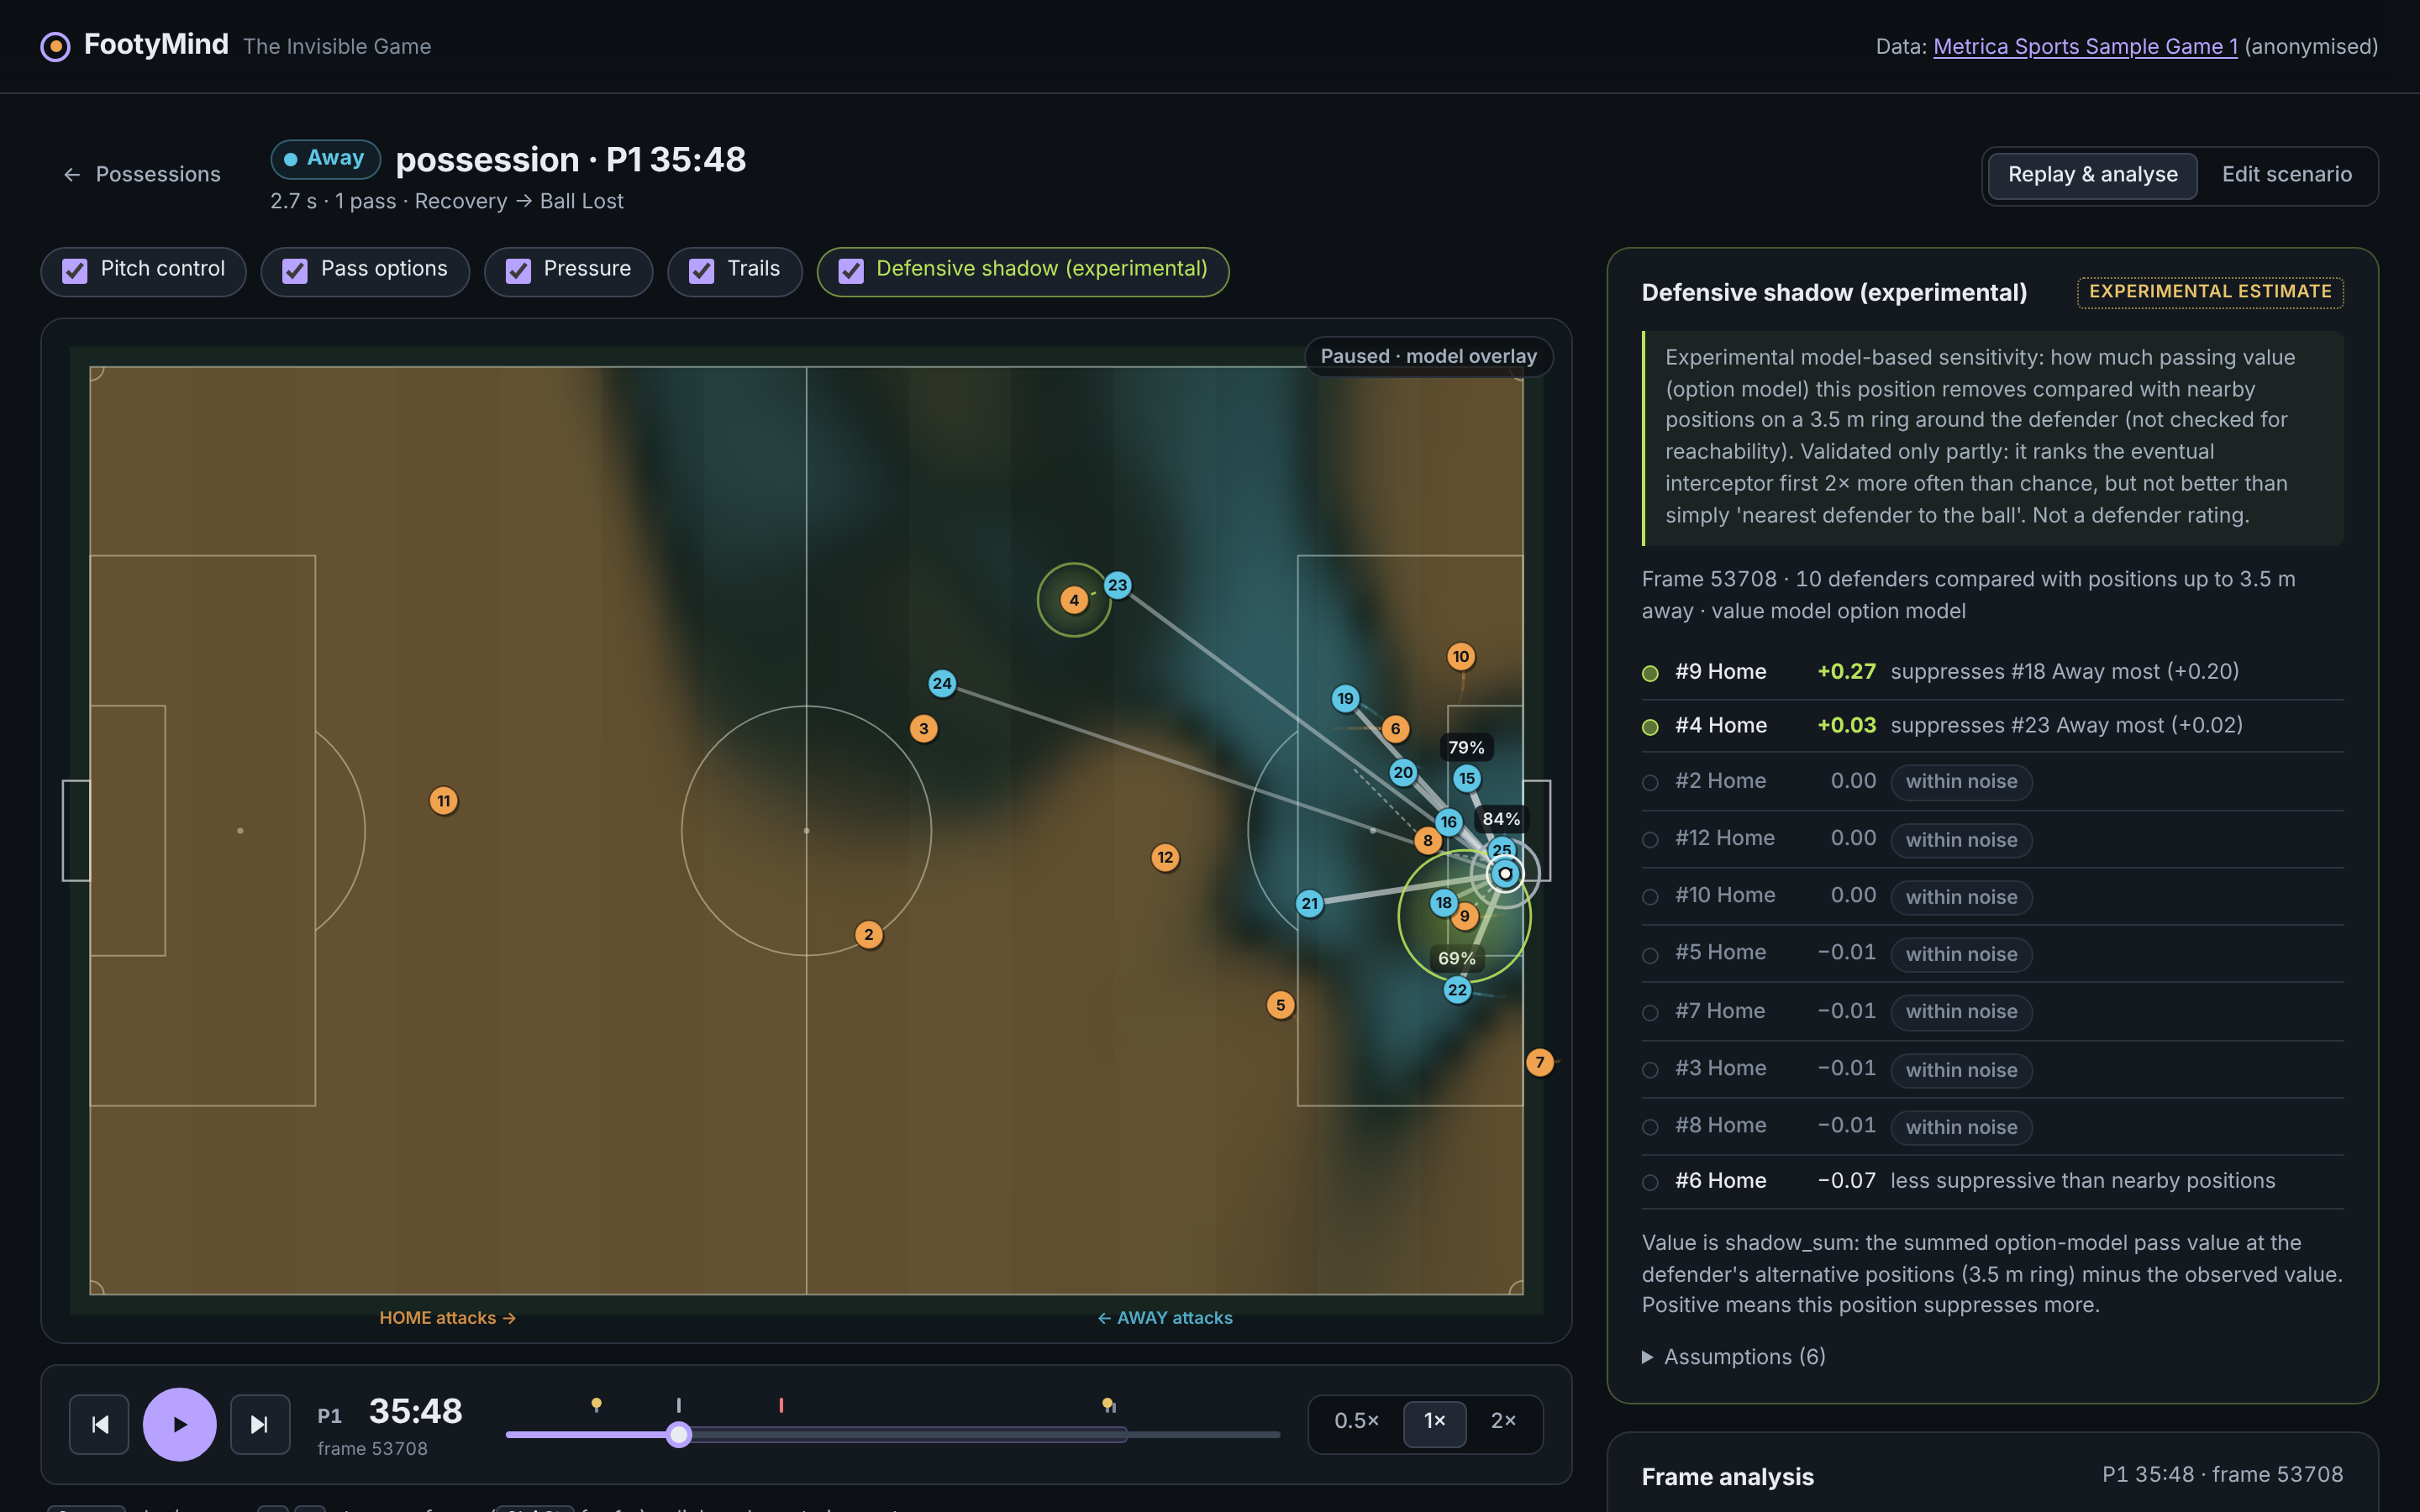 FootyMind The Invisible Game
Data: Metrica Sports Sample Game 1 (anonymised)
← Possessions
Away possession · P1 35:48
2.7 s · 1 pass · Recovery → Ball Lost
Replay & analyse
Edit scenario
Pitch control
Pass options
Pressure
Trails
Defensive shadow (experimental)
Paused · model overlay
4
23
10
24
19
3
6
79%
20
15
11
16
84%
8
25
12
21
18
9
2
69%
22
5
7
HOME attacks →
← AWAY attacks
P1 35:48
frame 53708
0.5×
1×
2×
Defensive shadow (experimental)
EXPERIMENTAL ESTIMATE
Experimental model-based sensitivity: how much passing value
(option model) this position removes compared with nearby
positions on a 3.5 m ring around the defender (not checked for
reachability). Validated only partly: it ranks the eventual
interceptor first 2× more often than chance, but not better than
simply 'nearest defender to the ball'. Not a defender rating.
Frame 53708 · 10 defenders compared with positions up to 3.5 m
away · value model option model
#9 Home +0.27 suppresses #18 Away most (+0.20)
#4 Home +0.03 suppresses #23 Away most (+0.02)
#2 Home 0.00 within noise
#12 Home 0.00 within noise
#10 Home 0.00 within noise
#5 Home −0.01 within noise
#7 Home −0.01 within noise
#3 Home −0.01 within noise
#8 Home −0.01 within noise
#6 Home −0.07 less suppressive than nearby positions
Value is shadow_sum: the summed option-model pass value at the
defender's alternative positions (3.5 m ring) minus the observed value.
Positive means this position suppresses more.
Assumptions (6)
Frame analysis
P1 35:48 · frame 53708